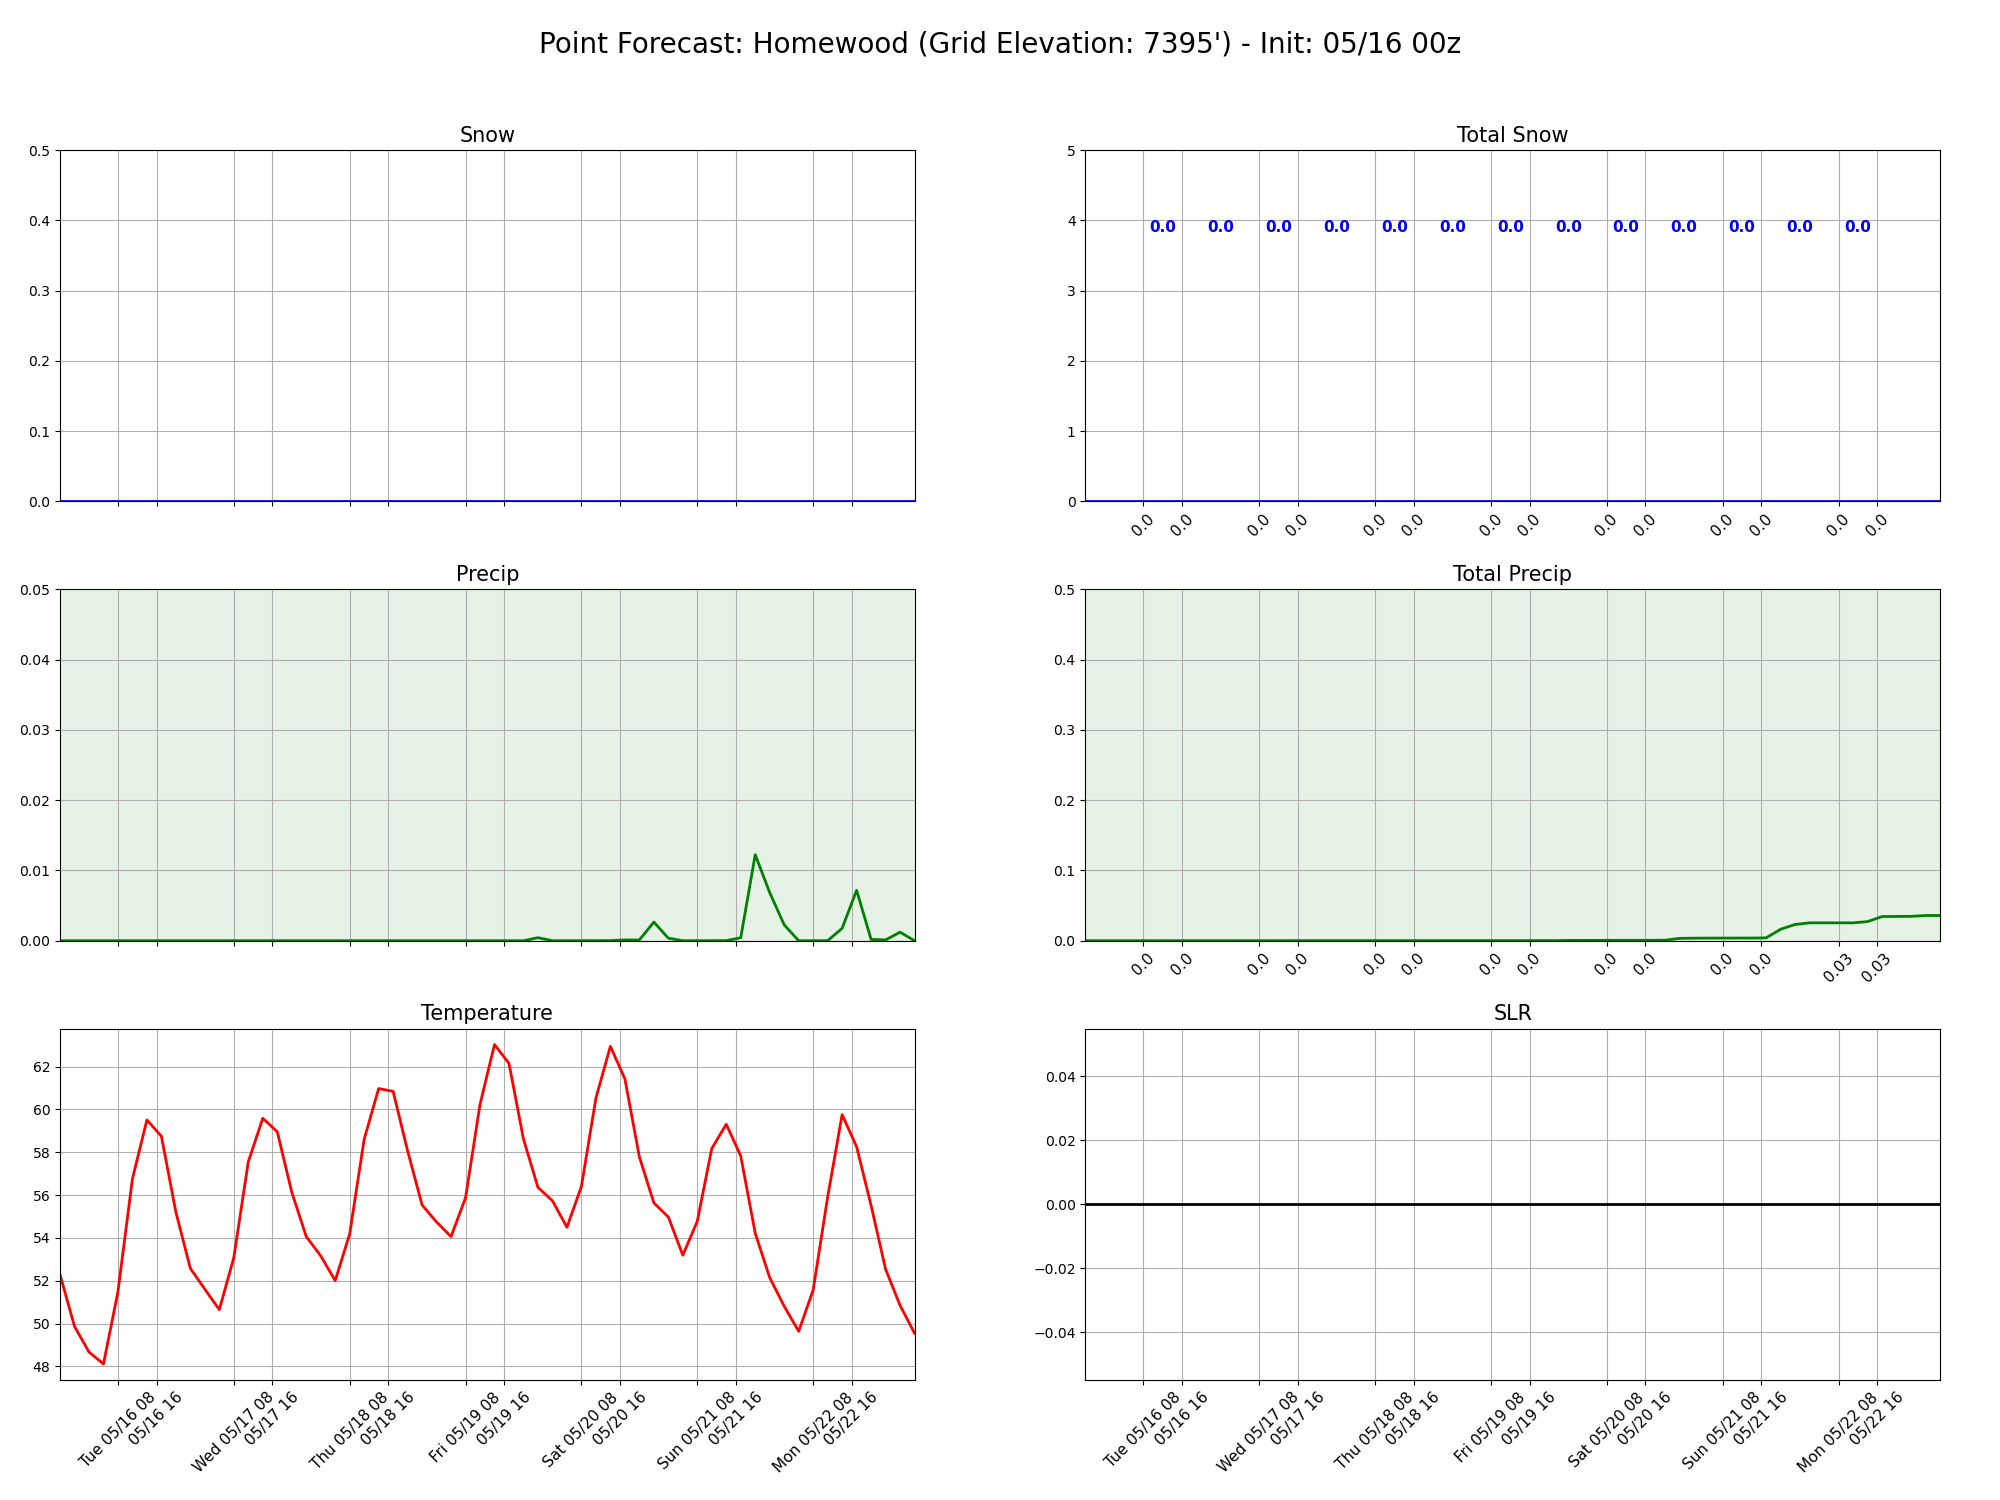 Point Forecast: Homewood (Grid Elevation: 7395') - Init: 05/16 00z
Snow
0.5
0.4
0.3
0.2
0.1
0.0
Total Snow
5
4
3
2
1
0
0.0 0.0 0.0 0.0 0.0 0.0 0.0 0.0 0.0 0.0 0.0 0.0 0.0
0.0 0.0 0.0 0.0 0.0 0.0 0.0 0.0 0.0 0.0 0.0 0.0 0.0 0.0
Precip
0.05
0.04
0.03
0.02
0.01
0.00
Total Precip
0.5
0.4
0.3
0.2
0.1
0.0
0.0 0.0 0.0 0.0 0.0 0.0 0.0 0.0 0.0 0.0 0.0 0.0 0.03 0.03
Temperature
62
60
58
56
54
52
50
48
Tue 05/16 08
05/16 16
Wed 05/17 08
05/17 16
Thu 05/18 08
05/18 16
Fri 05/19 08
05/19 16
Sat 05/20 08
05/20 16
Sun 05/21 08
05/21 16
Mon 05/22 08
05/22 16
SLR
0.04
0.02
0.00
−0.02
−0.04
Tue 05/16 08
05/16 16
Wed 05/17 08
05/17 16
Thu 05/18 08
05/18 16
Fri 05/19 08
05/19 16
Sat 05/20 08
05/20 16
Sun 05/21 08
05/21 16
Mon 05/22 08
05/22 16